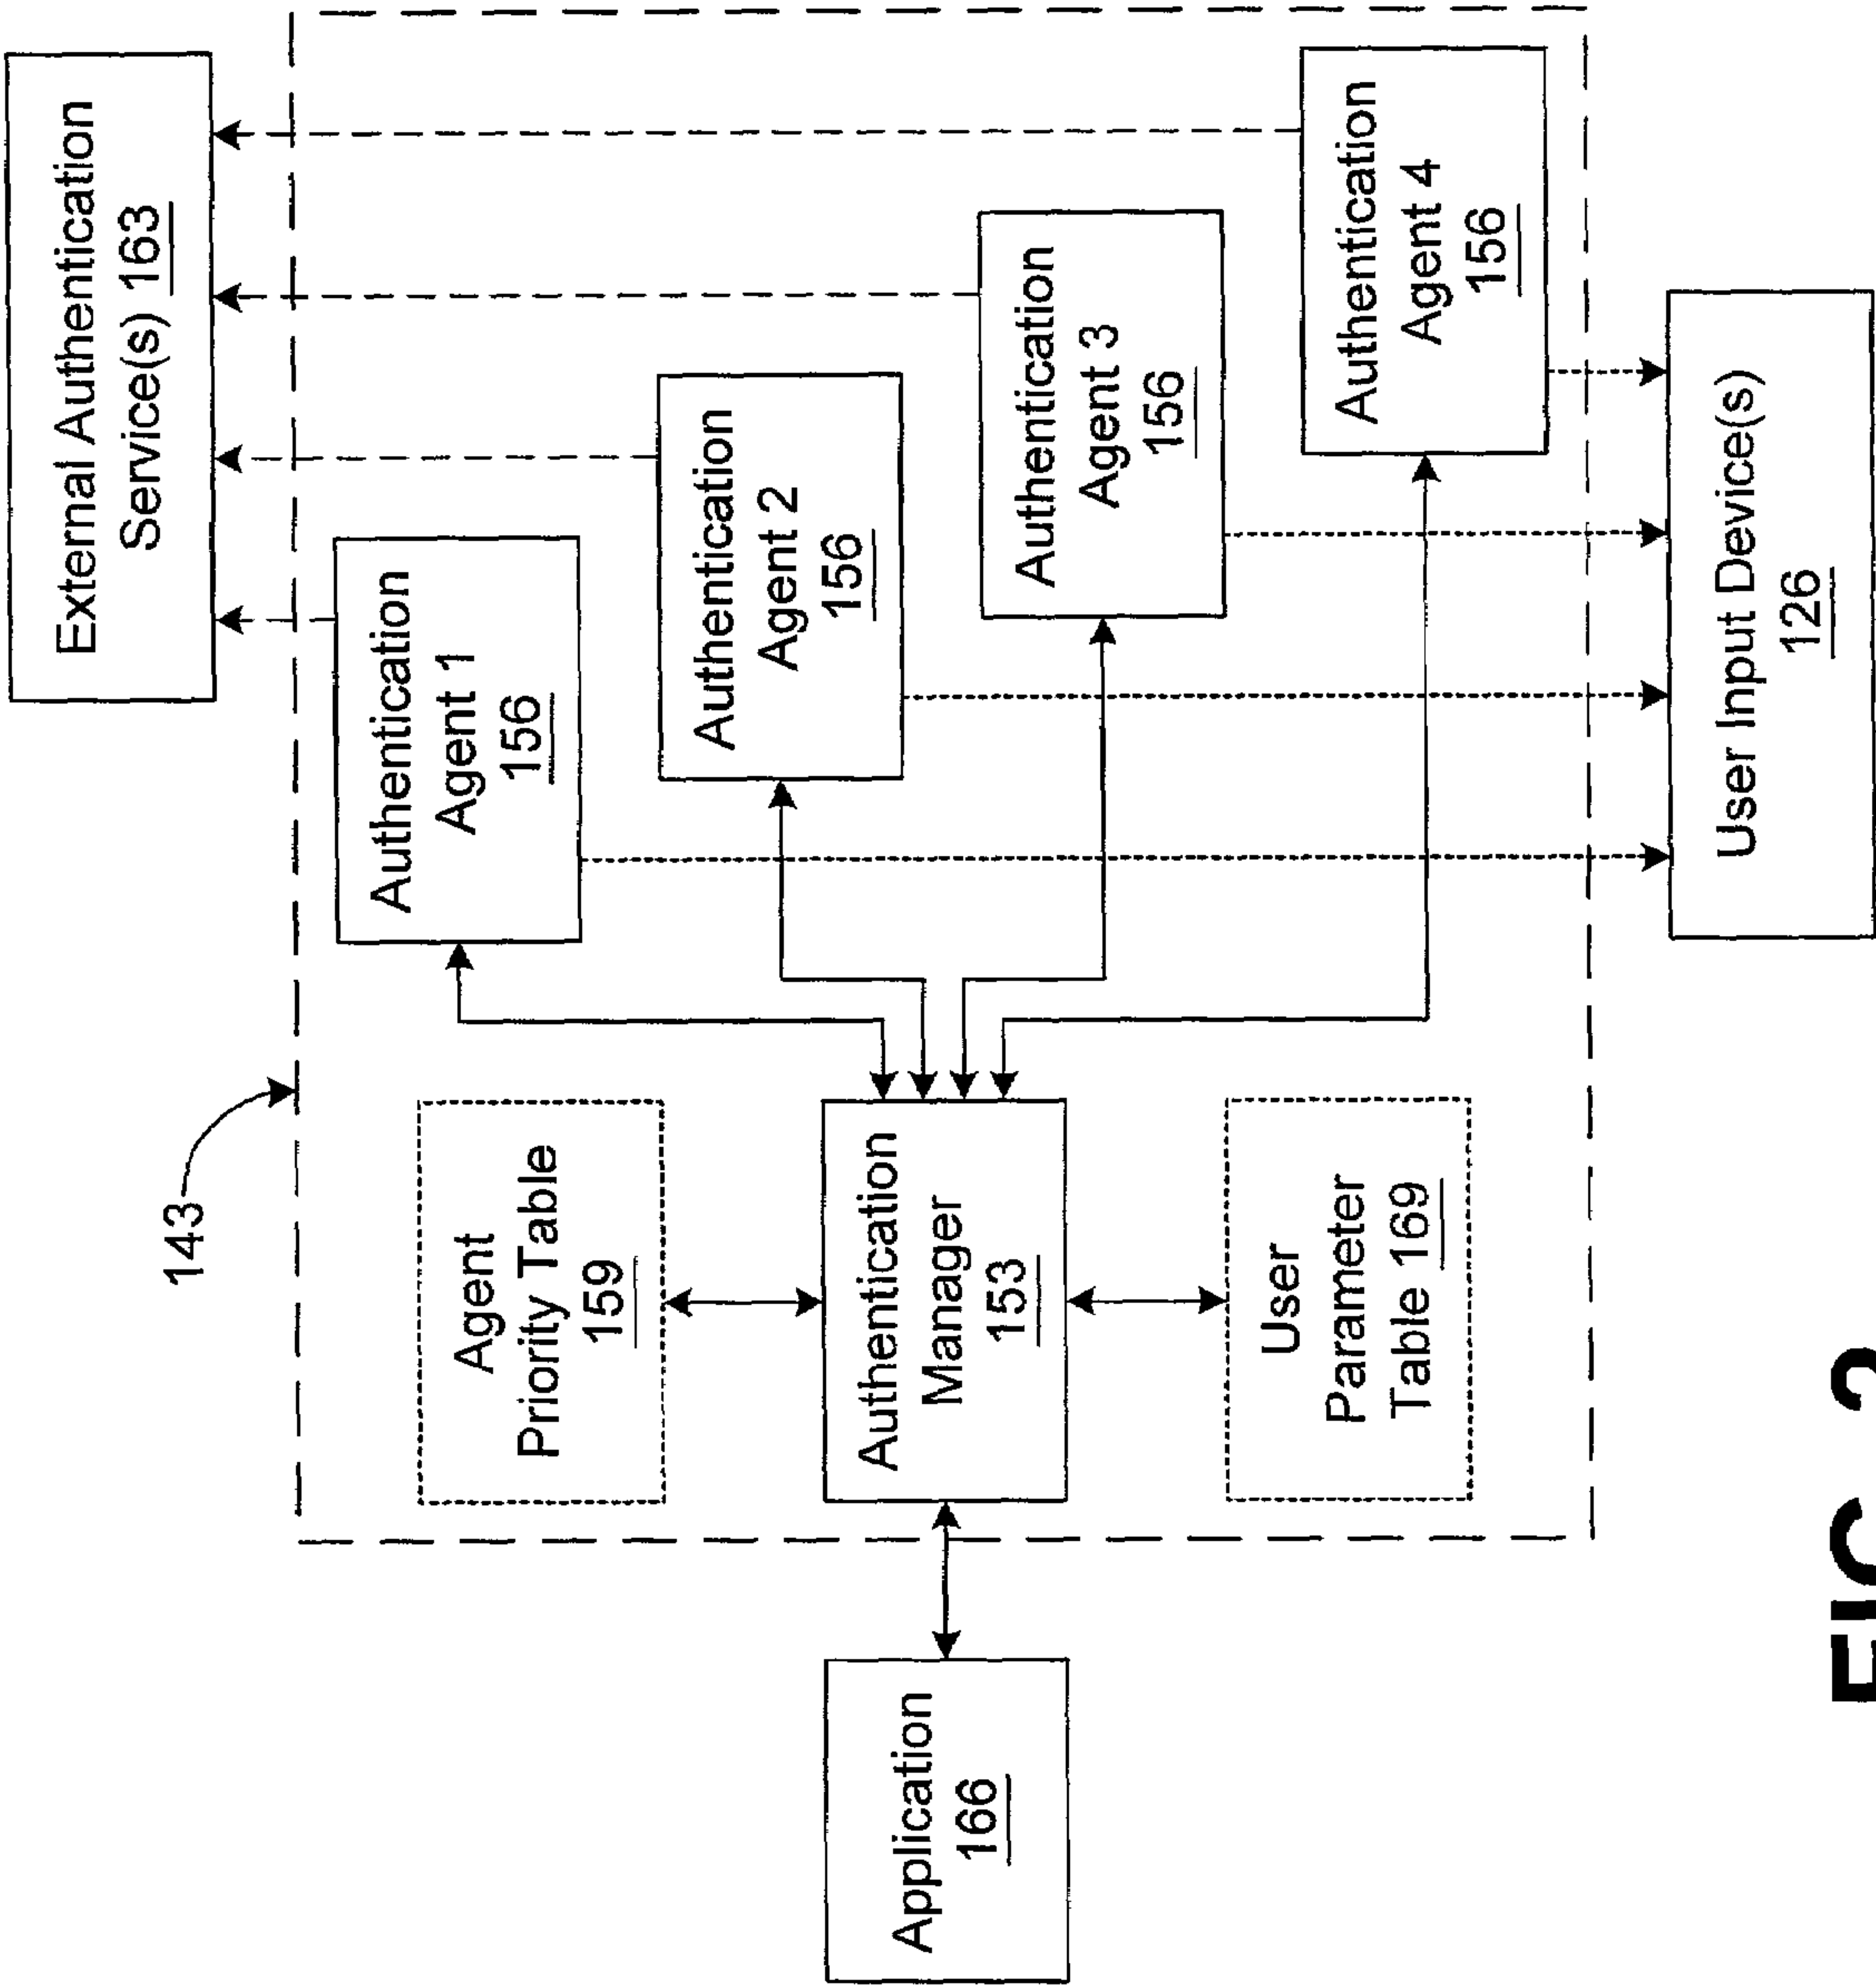 External Authentication
Service(s) 163
143
Authentication
Agent 1
156
Agent
Priority Table
159
Authentication
Agent 2
156
Application
166
Authentication
Manager
153
Authentication
Agent 3
156
User
Parameter
Table 169
Authentication
Agent 4
156
User Input Device(s)
126